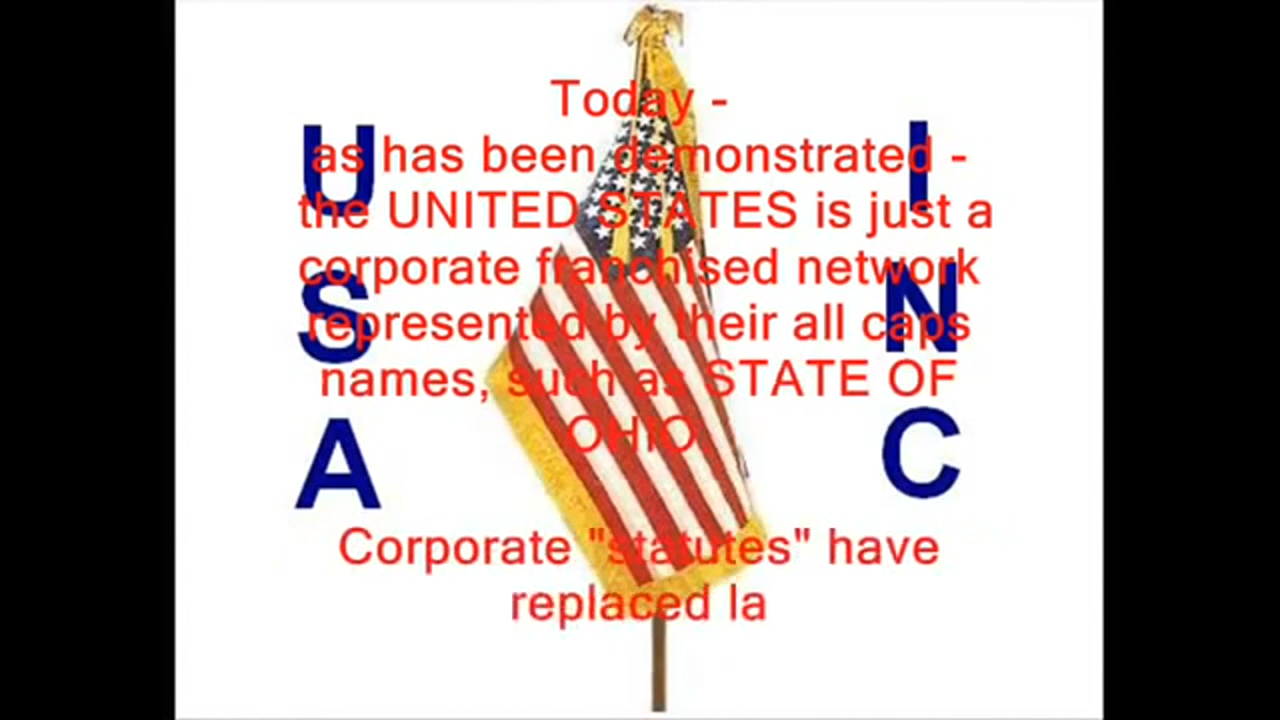 Today -
as has been demonstrated -
the UNITED STATES is just a
corporate franchised network
represented by their all caps
names, such as STATE OF
OHIO
Corporate "statutes" have
replaced la
U
S
A
I
N
C